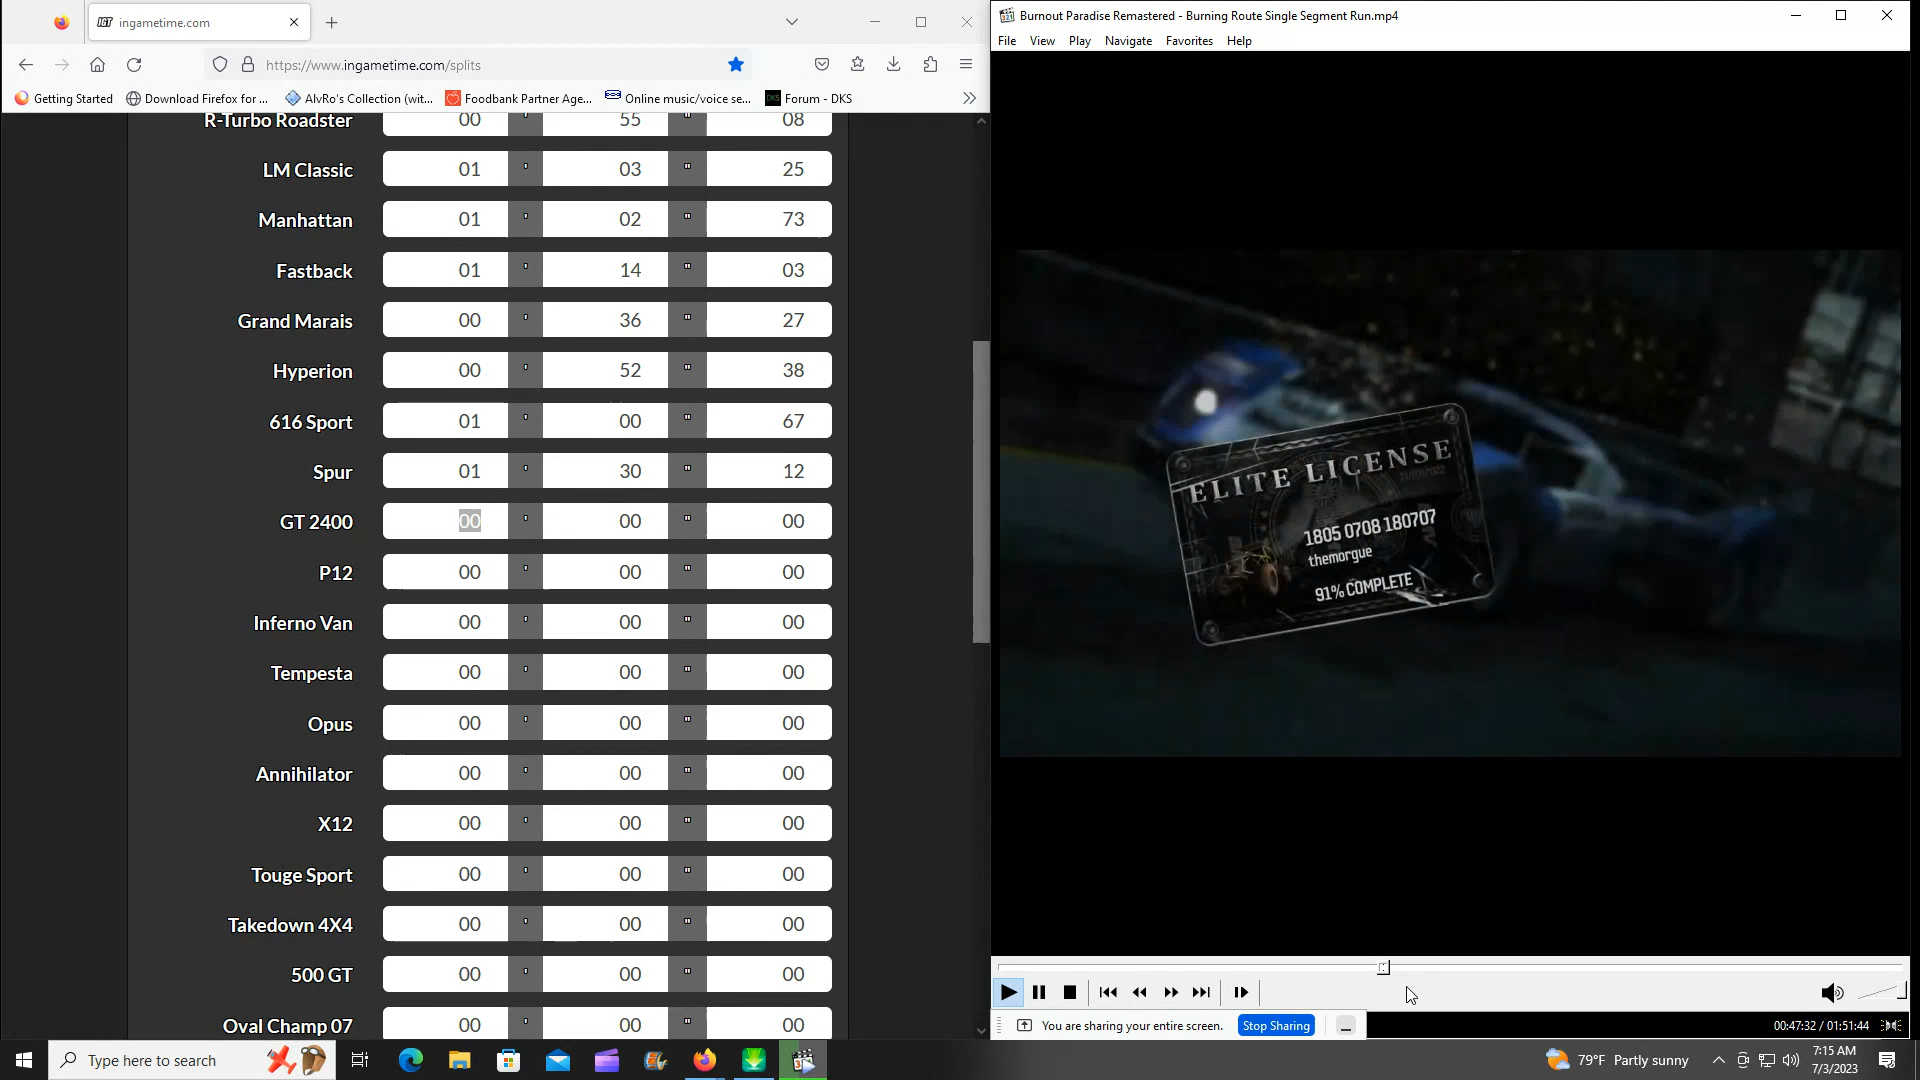 ingametime.com
https://www.ingametime.com/splits
Getting Started
Download Firefox for ...
AlvRo's Collection (wit...
Foodbank Partner Age...
Online music/voice se...
Forum - DKS
R-Turbo Roadster 00 ' 55 " 08
LM Classic 01 ' 03 " 25
Manhattan 01 ' 02 " 73
Fastback 01 ' 14 " 03
Grand Marais 00 ' 36 " 27
Hyperion 00 ' 52 " 38
616 Sport 01 ' 00 " 67
Spur 01 ' 30 " 12
GT 2400 00 ' 00 " 00
P12 00 ' 00 " 00
Inferno Van 00 ' 00 " 00
Tempesta 00 ' 00 " 00
Opus 00 ' 00 " 00
Annihilator 00 ' 00 " 00
X12 00 ' 00 " 00
Touge Sport 00 ' 00 " 00
Takedown 4X4 00 ' 00 " 00
500 GT 00 ' 00 " 00
Oval Champ 07 00 ' 00 " 00
Burnout Paradise Remastered - Burning Route Single Segment Run.mp4
File View Play Navigate Favorites Help
ELITE LICENSE
1805 0708 180707
themorgue
91% COMPLETE
You are sharing your entire screen. Stop Sharing
00:47:32 / 01:51:44
Type here to search
79°F Partly sunny
7:15 AM
7/3/2023